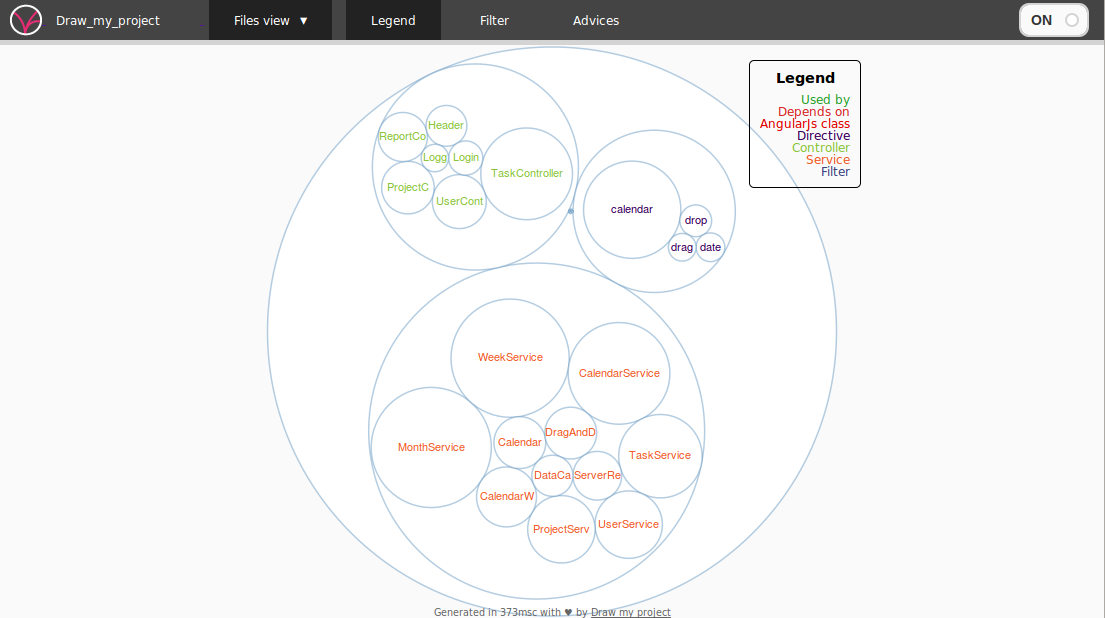 Draw_my_project
Files view ▼
Legend
Filter
Advices
ON
Legend
Used by
Depends on
AngularJs class
Directive
Controller
Service
Filter
ReportCo
Header
Logg
Login
TaskController
ProjectC
UserCont
calendar
drop
drag
date
WeekService
CalendarService
MonthService
Calendar
DragAndD
TaskService
DataCa
ServerRe
CalendarW
ProjectServ
UserService
Generated in 373msc with ♥ by Draw my project